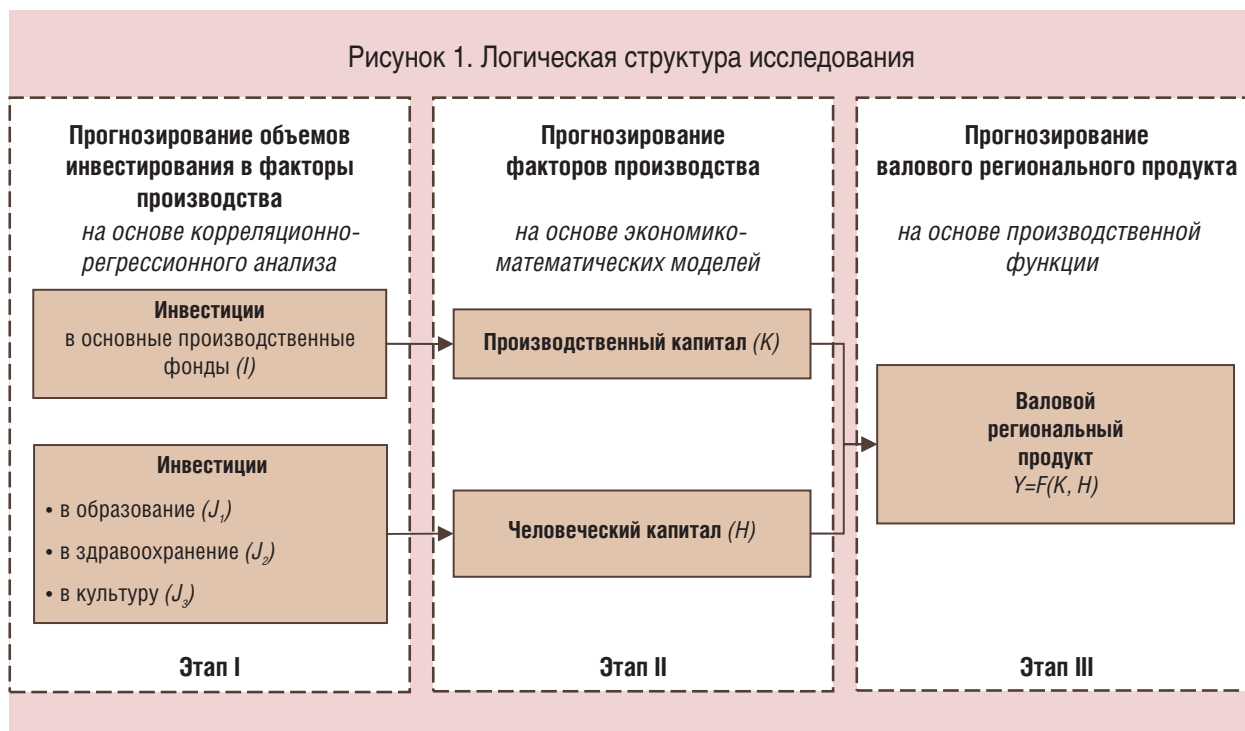 Рисунок 1. Логическая структура исследования
Прогнозирование объемов
инвестирования в факторы
производства
на основе корреляционно-
регрессионного анализа
Инвестиции
в основные производственные
фонды (I)
Инвестиции
• в образование (J₁)
• в здравоохранение (J₂)
• в культуру (J₃)
Этап I
Прогнозирование
факторов производства
на основе экономико-
математических моделей
Производственный капитал (K)
Человеческий капитал (H)
Этап II
Прогнозирование
валового регионального продукта
на основе производственной
функции
Валовой
региональный
продукт
Y=F(K, H)
Этап III